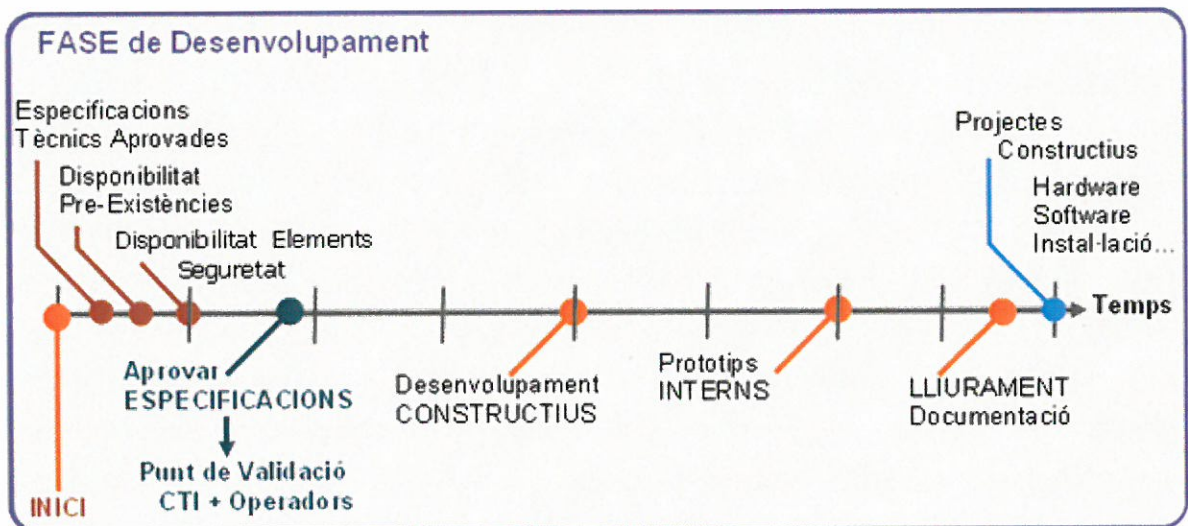 FASE de Desenvolupament
Especificacions
Tècnics Aprovades
Disponibilitat
Pre-Existències
Disponibilitat Elements
Seguretat
Projectes
Constructius
Hardware
Software
Instal·lació...
Temps
Aprovar
ESPECIFICACIONS
Punt de Validació
CTI + Operadors
INICI
Desenvolupament
CONSTRUCTIUS
Prototips
INTERNS
LLIURAMENT
Documentació